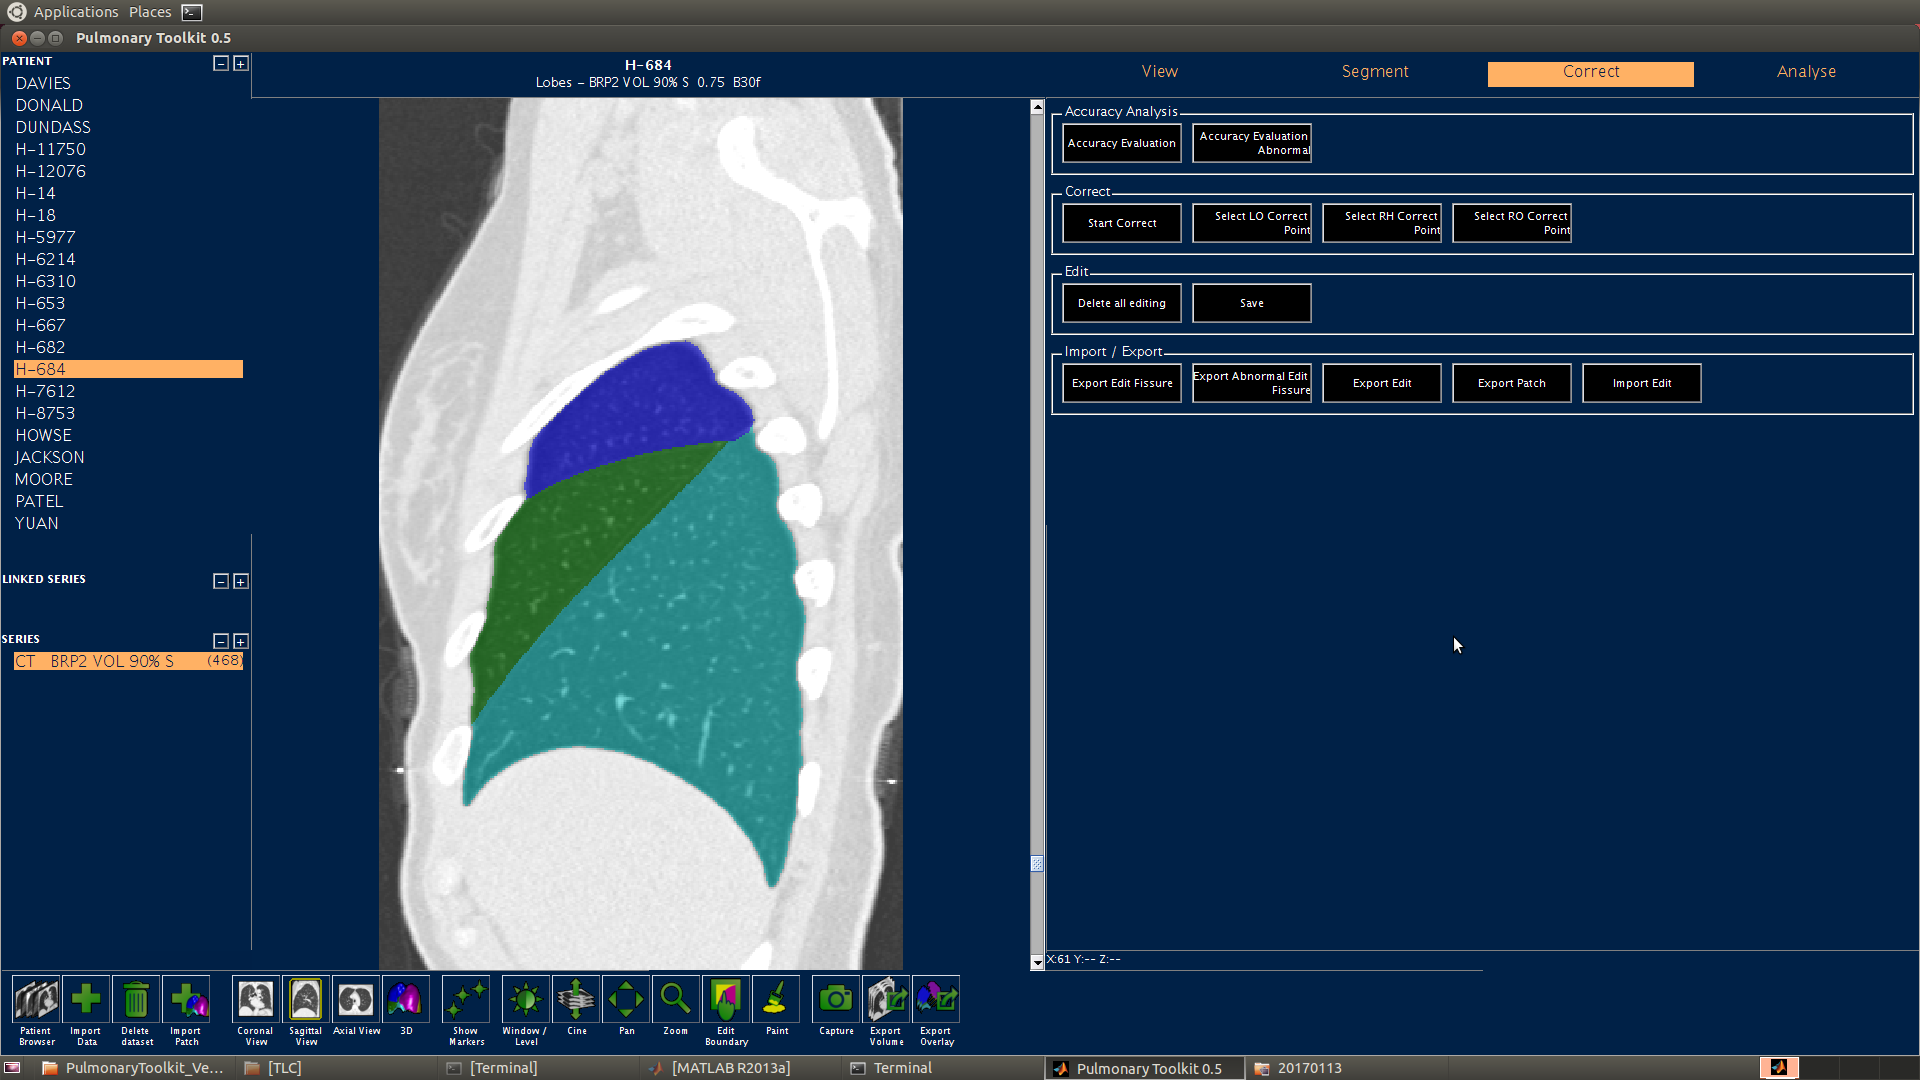 Applications Places
Pulmonary Toolkit 0.5
PATIENT
DAVIES
DONALD
DUNDASS
H-11750
H-12076
H-14
H-18
H-5977
H-6214
H-6310
H-653
H-667
H-682
H-684
H-7612
H-8753
HOWSE
JACKSON
MOORE
PATEL
YUAN
LINKED SERIES
SERIES
CT BRP2 VOL 90% S (468)
H-684
Lobes - BRP2 VOL 90% S 0.75 B30f
View Segment Correct Analyse
Accuracy Analysis
Accuracy Evaluation
Accuracy Evaluation
Abnormal
Correct
Start Correct
Select LO Correct
Point
Select RH Correct
Point
Select RO Correct
Point
Edit
Delete all editing
Save
Import / Export
Export Edit Fissure
Export Abnormal Edit
Fissure
Export Edit
Export Patch
Import Edit
X:61 Y:-- Z:--
Patient
Browser
Import
Data
Delete
dataset
Import
Patch
Coronal
View
Sagittal
View
Axial View
3D
Show
Markers
Window /
Level
Cine
Pan
Zoom
Edit
Boundary
Paint
Capture
Export
Volume
Export
Overlay
PulmonaryToolkit_Ve...
[TLC]
[Terminal]
[MATLAB R2013a]
Terminal
Pulmonary Toolkit 0.5
20170113